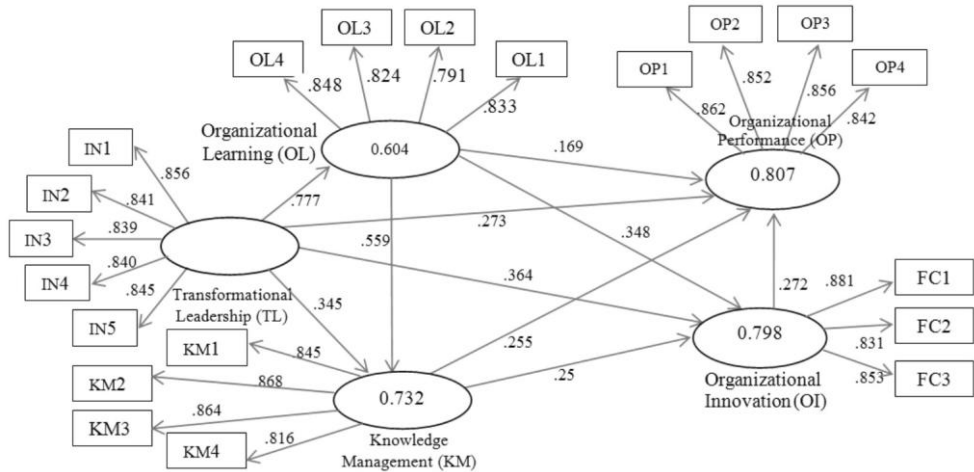 OL3
OL2
OL4
OL1
.848
.824
.791
.833
Organizational
Learning (OL)
0.604
OP2
OP3
OP1
OP4
.862
.852
.856
.842
Organizational
Performance (OP)
0.807
IN1
IN2
IN3
IN4
IN5
.856
.841
.839
.840
.845
Transformational
Leadership (TL)
.777
.169
.273
.559
.348
.364
.345
.272
.255
.25
KM1
KM2
KM3
KM4
.845
868
.864
.816
0.732
Knowledge
Management (KM)
0.798
Organizational
Innovation (OI)
.881
.831
.853
FC1
FC2
FC3